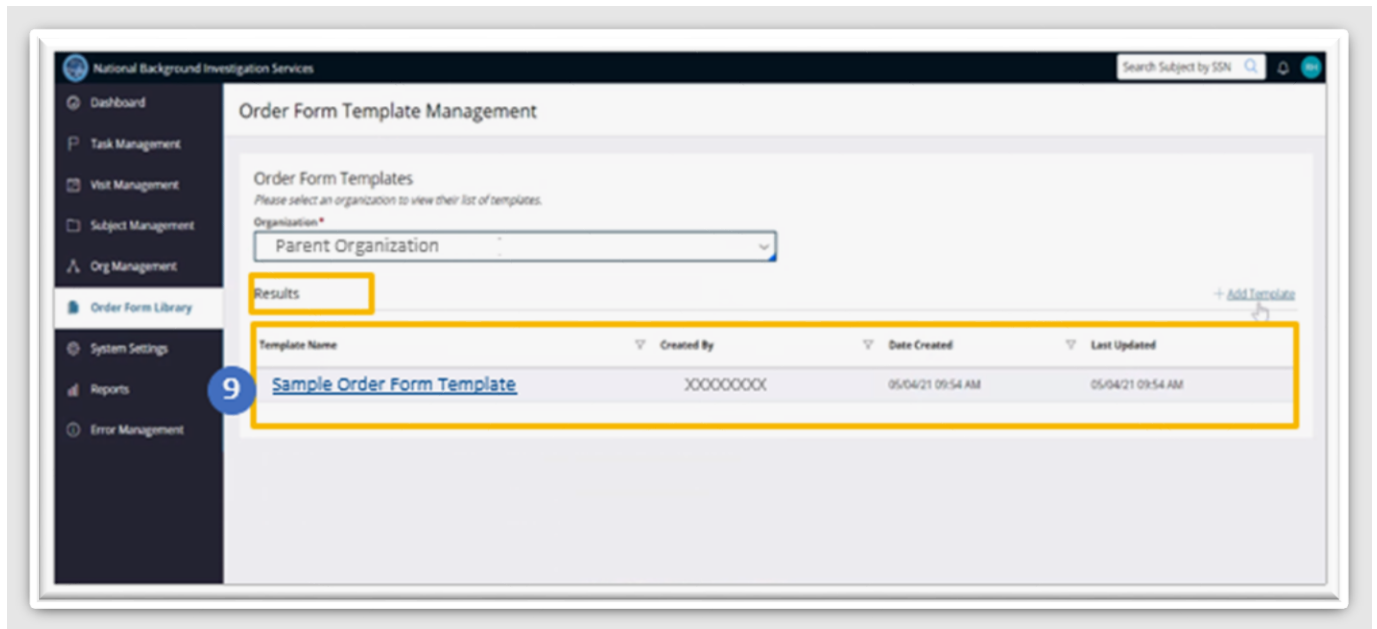 National Background Investigation Services
Search Subject by SSN
Dashboard
Task Management
Visit Management
Subject Management
Org Management
Order Form Library
System Settings
Reports
Error Management
Order Form Template Management
Order Form Templates
Please select an organization to view their list of templates.
Organization*
Parent Organization
Results
+ Add Template
Template Name Created By Date Created Last Updated
9
Sample Order Form Template XXXXXXXX 05/04/21 09:54 AM 05/04/21 09:54 AM